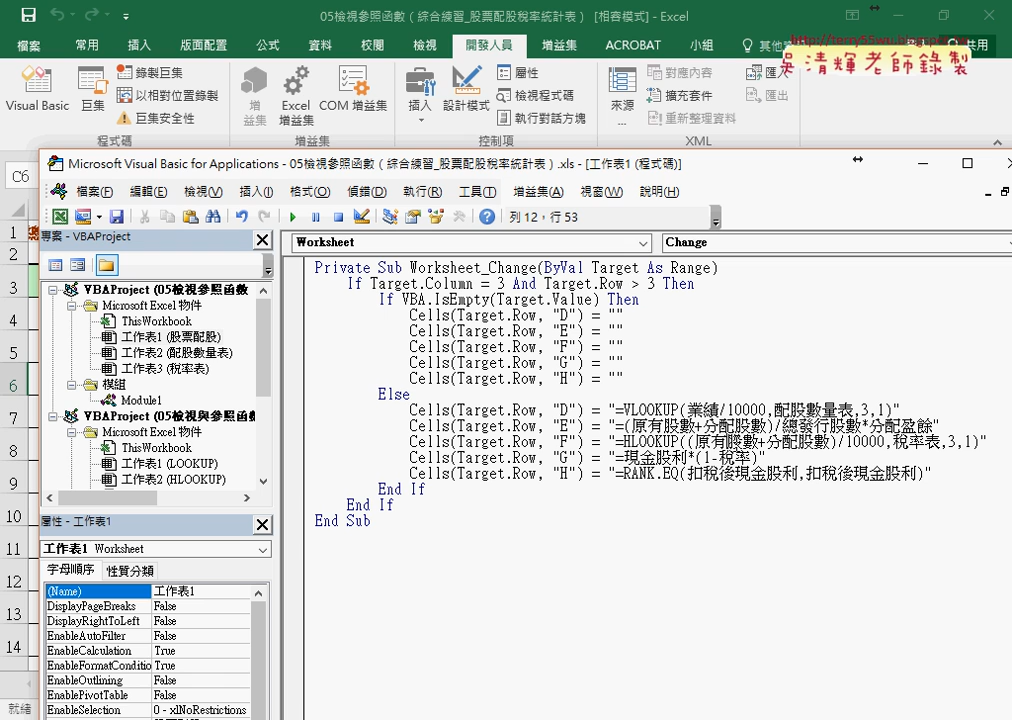 05檢視參照函數（綜合練習_股票配股稅率統計表） [相容模式] - Excel
檔案 常用 插入 版面配置 公式 資料 校閱 檢視 開發人員 增益集 ACROBAT 小組 共用
吳清輝老師錄製
Visual Basic 巨集 錄製巨集 以相對位置錄製 巨集安全性 程式碼
增益集 Excel 增益集 COM 增益集 增益集
插入 設計模式 屬性 檢視程式碼 執行對話方塊 控制項
來源 ... 對應內容 擴充套件 重新整理資料 匯出 XML
C6
Microsoft Visual Basic for Applications - 05檢視參照函數（綜合練習_股票配股稅率統計表）.xls - [工作表1 (程式碼)]
檔案(F) 編輯(E) 檢視(V) 插入(I) 格式(O) 偵錯(D) 執行(R) 工具(T) 增益集(A) 視窗(W) 說明(H)
列 12，行 53
專案 - VBAProject
VBAProject (05檢視參照函數
Microsoft Excel 物件
ThisWorkbook
工作表1 (股票配股)
工作表2 (配股數量表)
工作表3 (稅率表)
模組
Module1
VBAProject (05檢視與參照函數
Microsoft Excel 物件
ThisWorkbook
工作表1 (LOOKUP)
工作表2 (HLOOKUP)
屬性 - 工作表1
工作表1 Worksheet
字母順序 性質分類
(Name) 工作表1
DisplayPageBreaks False
DisplayRightToLeft False
EnableAutoFilter False
EnableCalculation True
EnableFormatConditio True
EnableOutlining False
EnablePivotTable False
EnableSelection 0 - xlNoRestrictions
Worksheet Change
Private Sub Worksheet_Change(ByVal Target As Range)
If Target.Column = 3 And Target.Row > 3 Then
If VBA.IsEmpty(Target.Value) Then
Cells(Target.Row, "D") = ""
Cells(Target.Row, "E") = ""
Cells(Target.Row, "F") = ""
Cells(Target.Row, "G") = ""
Cells(Target.Row, "H") = ""
Else
Cells(Target.Row, "D") = "=VLOOKUP(業績/10000,配股數量表,3,1)"
Cells(Target.Row, "E") = "=(原有股數+分配股數)/總發行股數*分配盈餘"
Cells(Target.Row, "F") = "=HLOOKUP((原有股數+分配股數)/10000,稅率表,3,1)"
Cells(Target.Row, "G") = "=現金股利*(1-稅率)"
Cells(Target.Row, "H") = "=RANK.EQ(扣稅後現金股利,扣稅後現金股利)"
End If
End If
End Sub
1
2
3
4
5
6
7
8
9
10
11
12
13
14
就緒